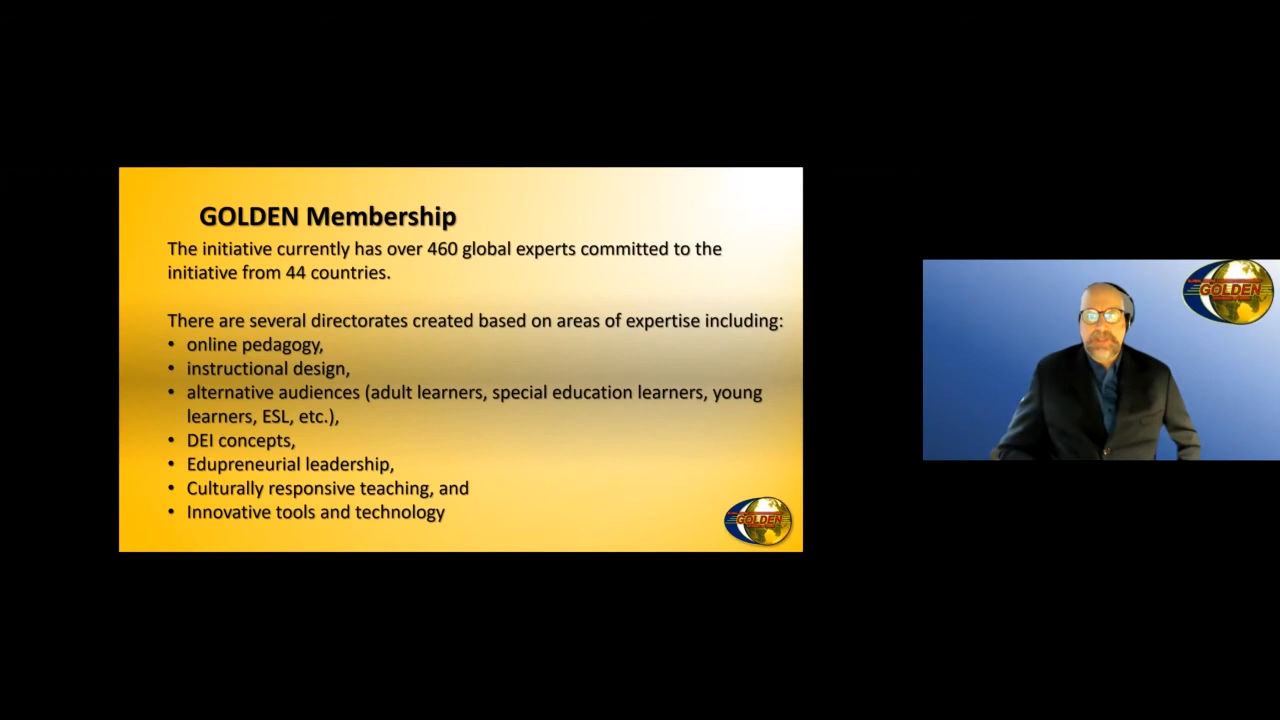 GOLDEN Membership
The initiative currently has over 460 global experts committed to the
initiative from 44 countries.
There are several directorates created based on areas of expertise including:
• online pedagogy,
• instructional design,
• alternative audiences (adult learners, special education learners, young
learners, ESL, etc.),
• DEI concepts,
• Edupreneurial leadership,
• Culturally responsive teaching, and
• Innovative tools and technology
GOLDEN
GOLDEN